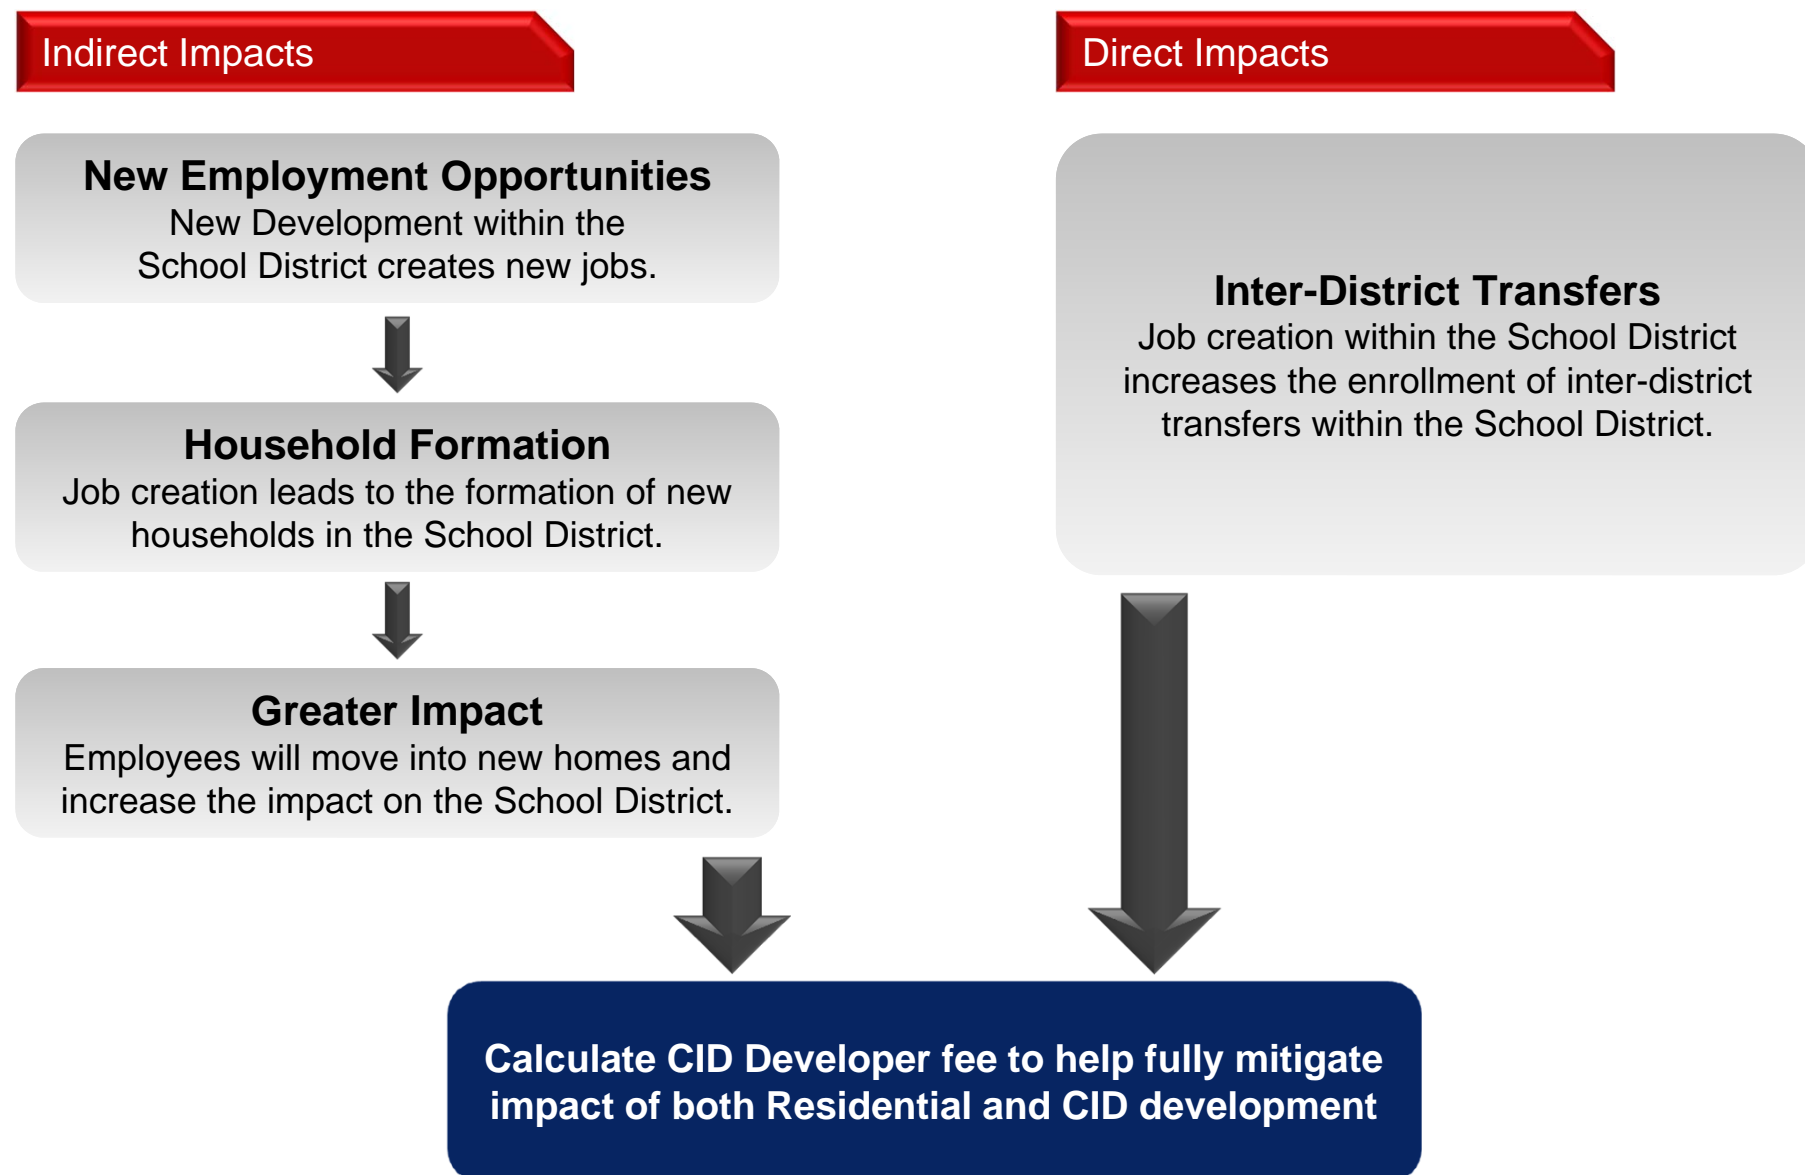 Indirect Impacts
New Employment Opportunities
New Development within the
School District creates new jobs.
Household Formation
Job creation leads to the formation of new
households in the School District.
Greater Impact
Employees will move into new homes and
increase the impact on the School District.
Direct Impacts
Inter-District Transfers
Job creation within the School District
increases the enrollment of inter-district
transfers within the School District.
Calculate CID Developer fee to help fully mitigate
impact of both Residential and CID development